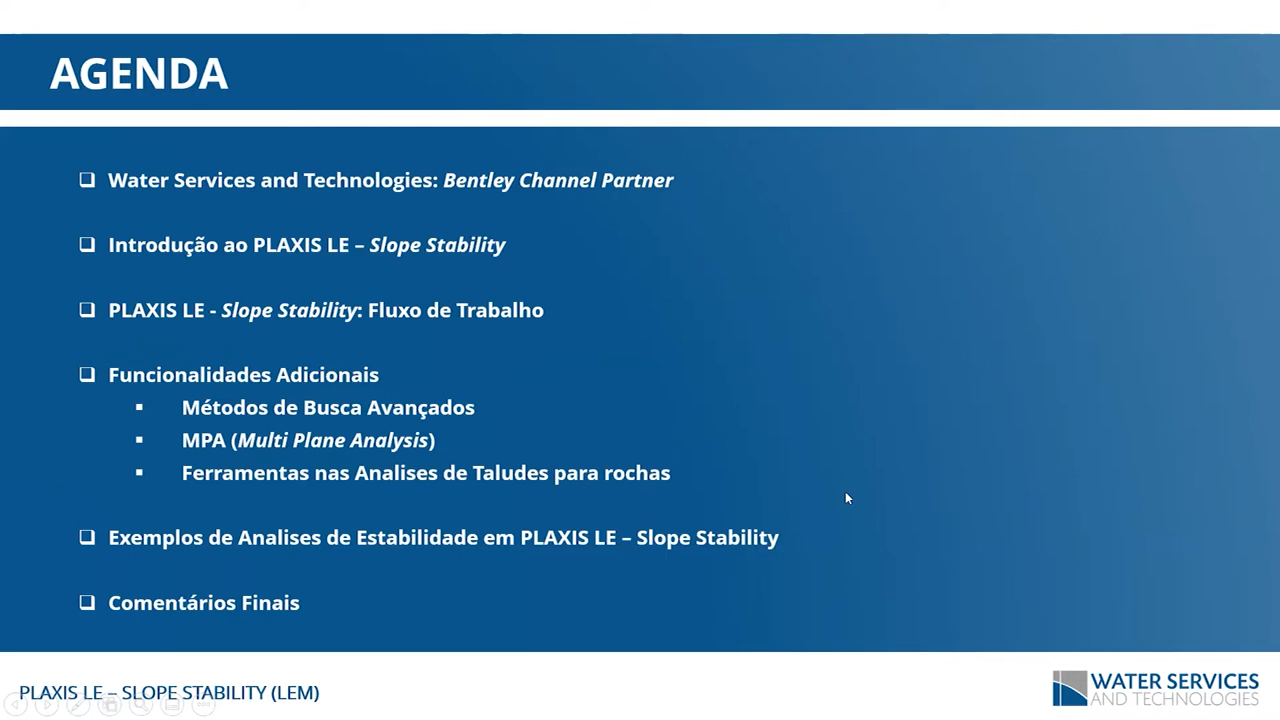 AGENDA
Water Services and Technologies: Bentley Channel Partner
Introdução ao PLAXIS LE – Slope Stability
PLAXIS LE - Slope Stability: Fluxo de Trabalho
Funcionalidades Adicionais
Métodos de Busca Avançados
MPA (Multi Plane Analysis)
Ferramentas nas Analises de Taludes para rochas
Exemplos de Analises de Estabilidade em PLAXIS LE – Slope Stability
Comentários Finais
PLAXIS LE – SLOPE STABILITY (LEM)
WATER SERVICES
AND TECHNOLOGIES